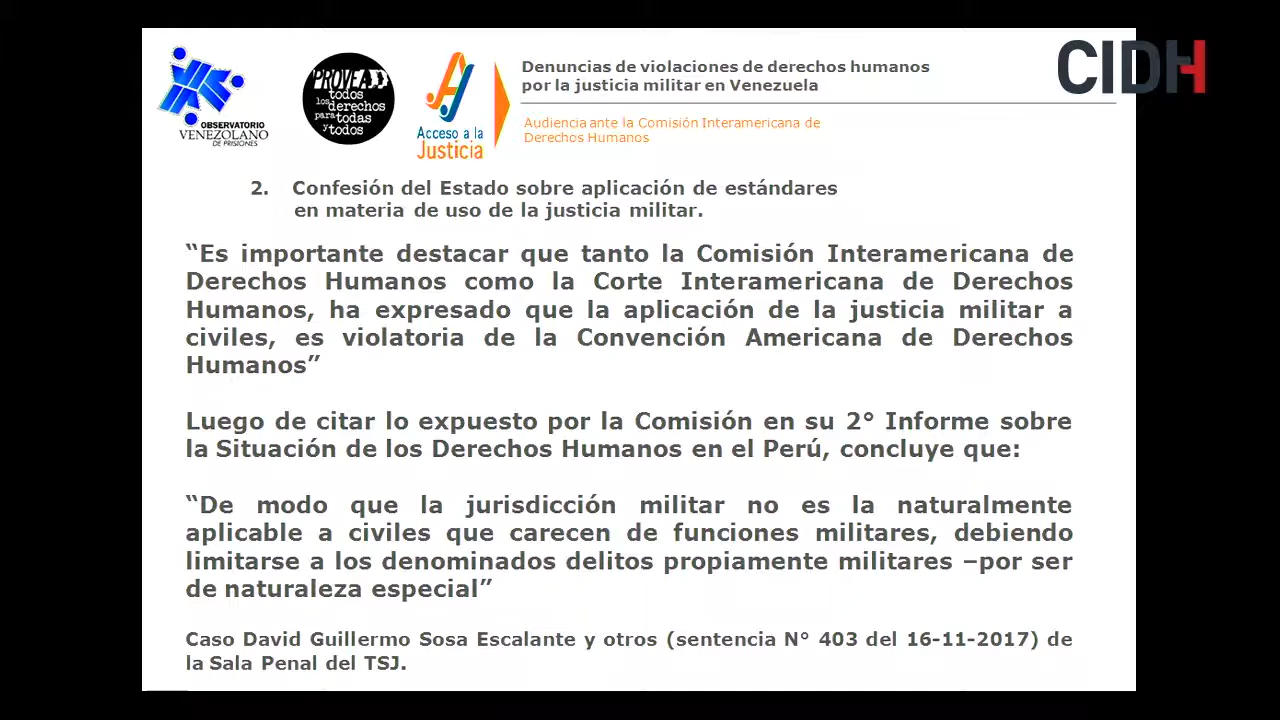 OBSERVATORIO
VENEZOLANO
DE PRISIONES
PROVEA
todos
los derechos
para todas
y todos
Acceso a la
Justicia
Denuncias de violaciones de derechos humanos
por la justicia militar en Venezuela
Audiencia ante la Comisión Interamericana de
Derechos Humanos
CIDH
2. Confesión del Estado sobre aplicación de estándares
en materia de uso de la justicia militar.
“Es importante destacar que tanto la Comisión Interamericana de
Derechos Humanos como la Corte Interamericana de Derechos
Humanos, ha expresado que la aplicación de la justicia militar a
civiles, es violatoria de la Convención Americana de Derechos
Humanos”
Luego de citar lo expuesto por la Comisión en su 2° Informe sobre
la Situación de los Derechos Humanos en el Perú, concluye que:
“De modo que la jurisdicción militar no es la naturalmente
aplicable a civiles que carecen de funciones militares, debiendo
limitarse a los denominados delitos propiamente militares –por ser
de naturaleza especial”
Caso David Guillermo Sosa Escalante y otros (sentencia N° 403 del 16-11-2017) de
la Sala Penal del TSJ.